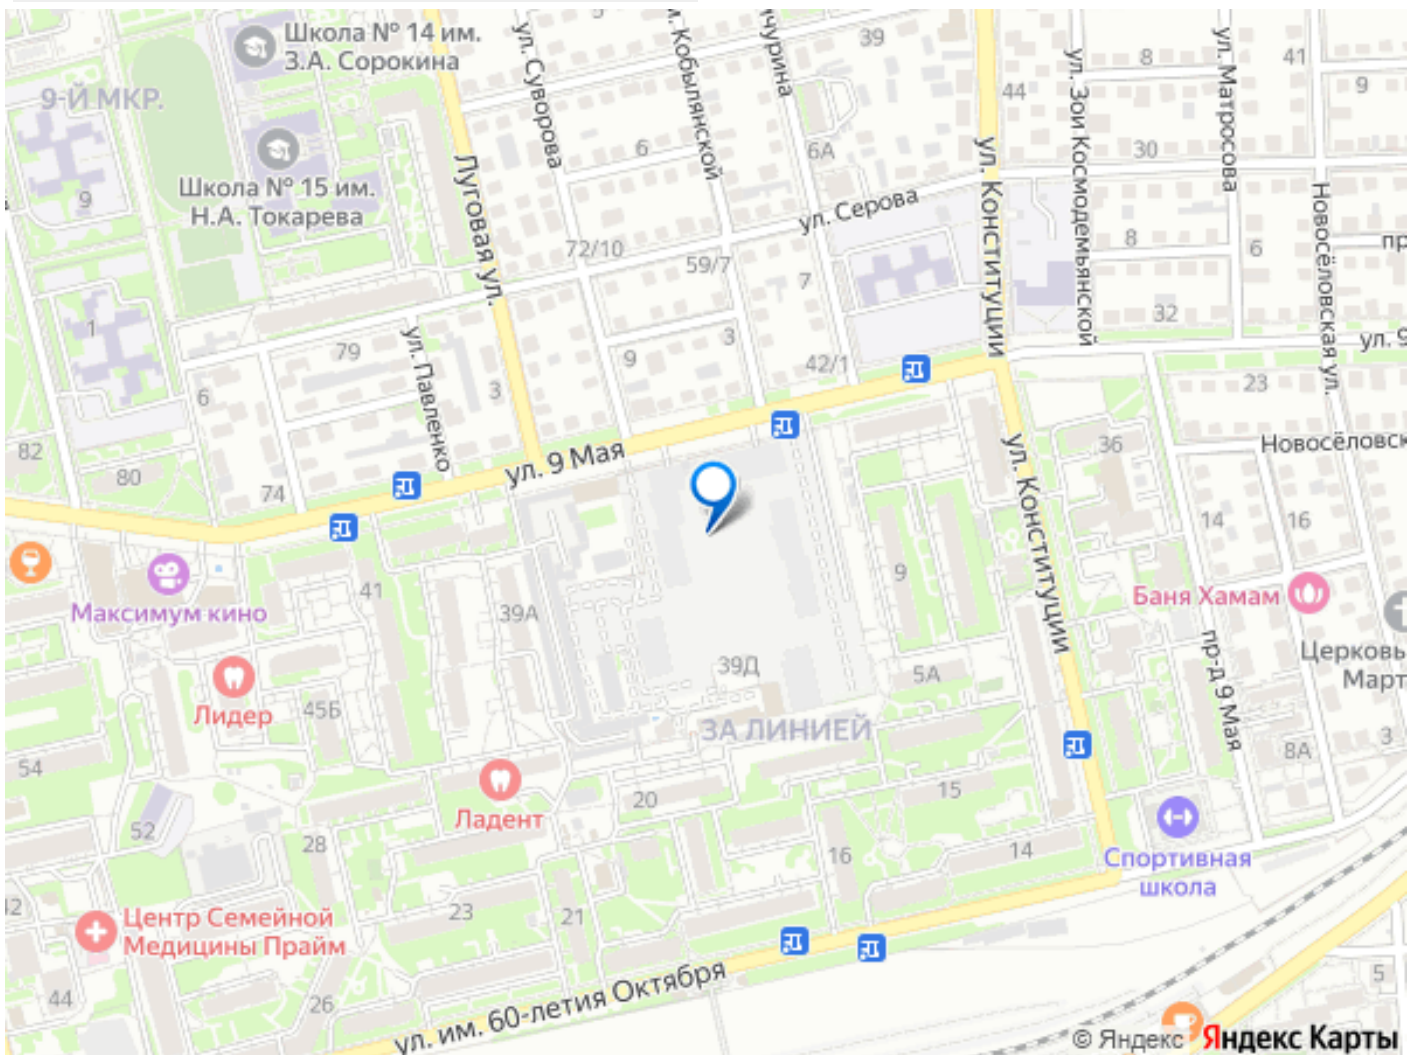 Школа № 14 им.
З.А. Сорокина
9-Й МКР.
Школа № 15 им.
Н.А. Токарева
9
1
ул. Суворова
Кобылянской
39
44
8
41
9
ул. Зои Космодемьянской
ул. Матросова
6
6А
30
Луговая ул.
ул. Серова
ул. Конституции
Новосёловская ул.
72/10
59/7
7
8
6
пр
32
79
ул. Павленко
3
9
3
42/1
ул. 9
23
6
82
80
74
ул. 9 Мая
ул. Конституции
36
Новосёловск
14
16
41
39А
9
Максимум кино
Баня Хамам
Церковь
Март
39Д
5А
Лидер
45Б
ЗА ЛИНИЕЙ
пр-д 9 Мая
8А
3
54
Ладент
20
15
52
28
16
14
Спортивная
школа
Центр Семейной
Медицины Прайм
23
21
44
26
ул. им. 60-летия Октября
5
© Яндекс Яндекс Карты